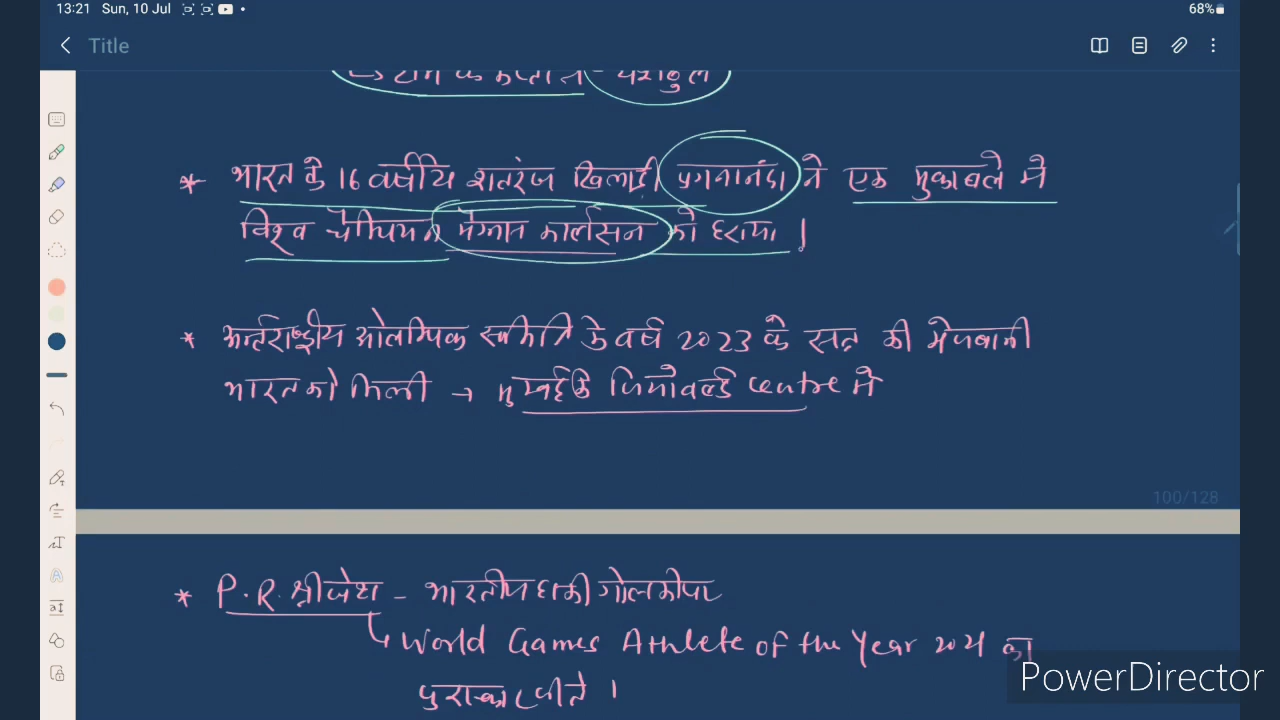 13:21 Sun, 10 Jul 68%
Title
यशढुल
* भारत के 16 वर्षीय शतरंज खिलाड़ी प्रगनानंदा ने एक मुकाबले मे
विश्व चैम्पियन मैग्नस कार्लसन को हराया।
* अर्न्तराष्ट्रीय ओलम्पिक समिति के वर्ष 2023 के सत्र की मेजबानी
भारत को मिली → मुम्बई के जियो वर्ल्ड centre मे
100/128
* P.R. श्रीजेश - भारतीय हाकी गोलकीपर
World Games Athlete of the Year 2021 का
पुरस्कार जीते।
PowerDirector